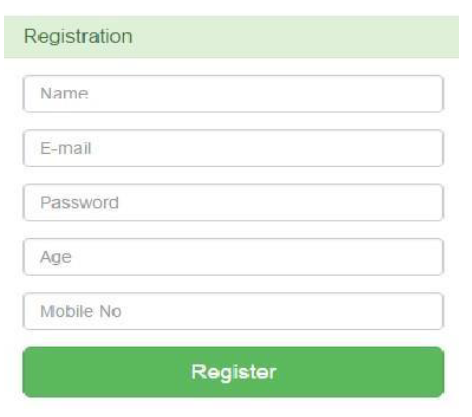 Registration
Name
E-mail
Password
Age
Mobile No
Register